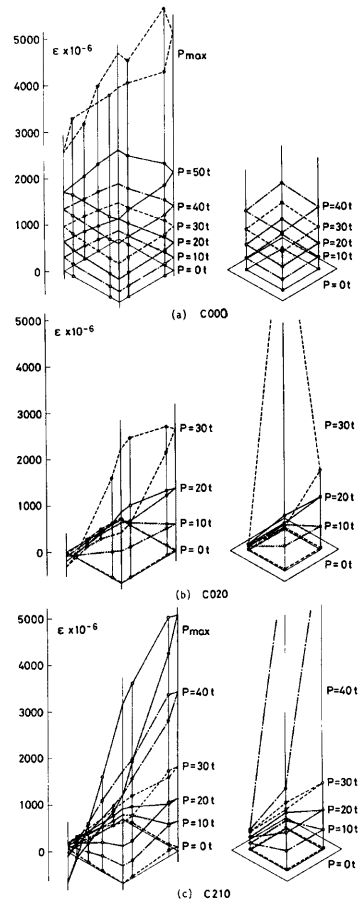 ε x10-6
5000
4000
3000
2000
1000
0
Pmax
P=50t
P=40t
P=30t
P=20t
P=10t
P=0t
P=40t
P=30t
P=20t
P=10t
P=0t
(a) C000
ε x10-6
5000
4000
3000
2000
1000
0
P=30t
P=20t
P=10t
P=0t
P=30t
P=20t
P=10t
P=0t
(b) C020
ε x10-6
5000
4000
3000
2000
1000
0
Pmax
P=40t
P=30t
P=20t
P=10t
P=0t
P=40t
P=30t
P=20t
P=10t
P=0t
(c) C210